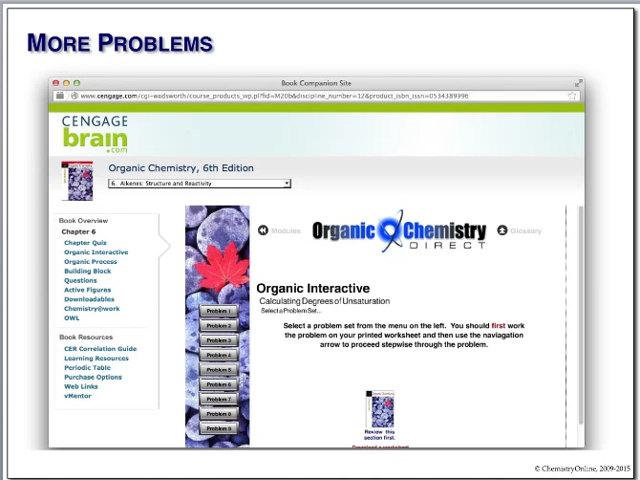 MORE PROBLEMS
Book Companion Site
www.cengage.com/cgi-wadsworth/course_products_wp.pl?fid=M20b&discipline_number=12&product_isbn_issn=0534389996
CENGAGE
brain
.com
Organic Chemistry, 6th Edition
6. Alkenes: Structure and Reactivity
Book Overview
Chapter 6
Chapter Quiz
Organic Interactive
Organic Process
Building Block
Questions
Active Figures
Downloadables
Chemistry@work
OWL
Book Resources
CER Correlation Guide
Learning Resources
Periodic Table
Purchase Options
Web Links
vMentor
Problem 1
Problem 2
Problem 3
Problem 4
Problem 5
Problem 6
Problem 7
Problem 8
Problem 9
Modules
Organic Chemistry
DIRECT
Glossary
Organic Interactive
Calculating Degrees of Unsaturation
Select a Problem Set...
Select a problem set from the menu on the left. You should first work
the problem on your printed worksheet and then use the naviagation
arrow to proceed stepwise through the problem.
Review this
section first.
© ChemistryOnline, 2009-2015